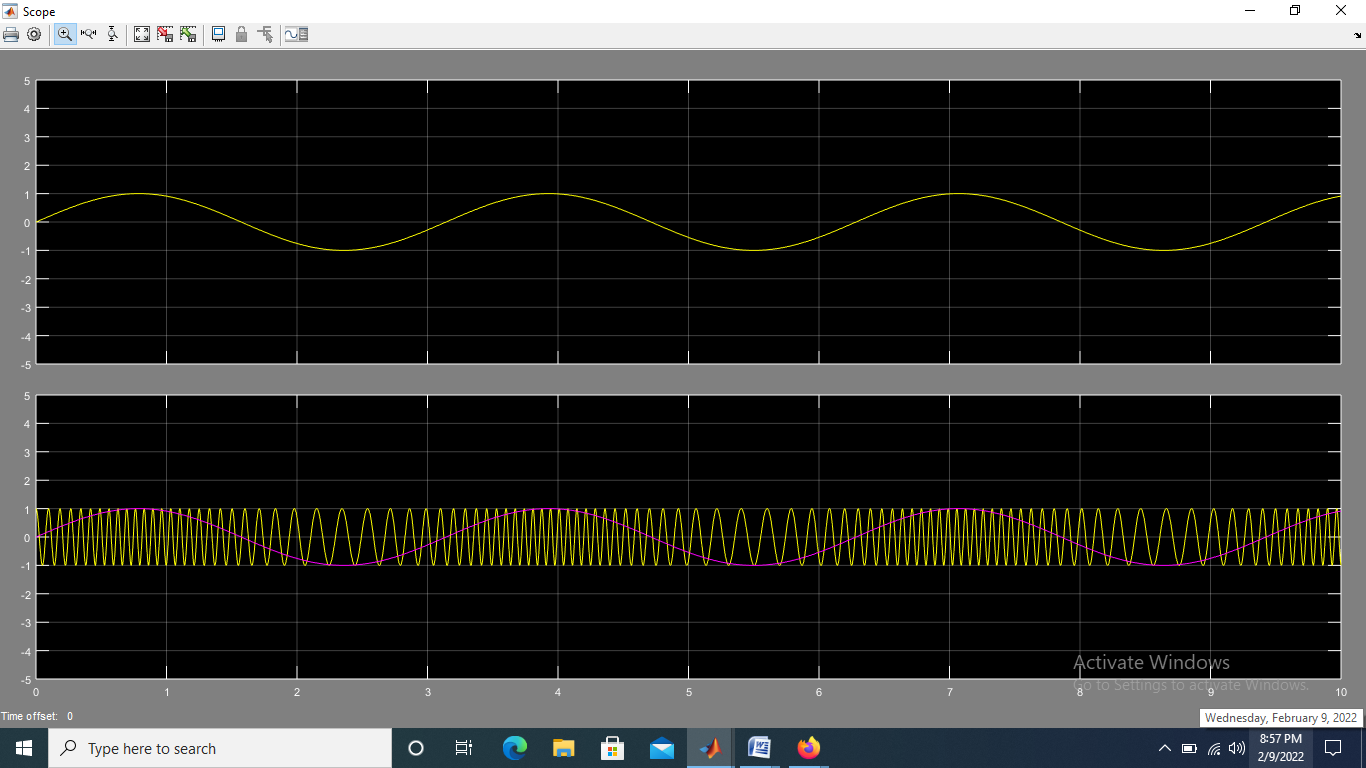 Scope
5
4
3
2
1
0
-1
-2
-3
-4
-5
5
4
3
2
1
0
-1
-2
-3
-4
-5
0 1 2 3 4 5 6 7 8 9 10
Time offset: 0
Activate Windows
Go to Settings to activate Windows.
Wednesday, February 9, 2022
Type here to search
W
8:57 PM
2/9/2022